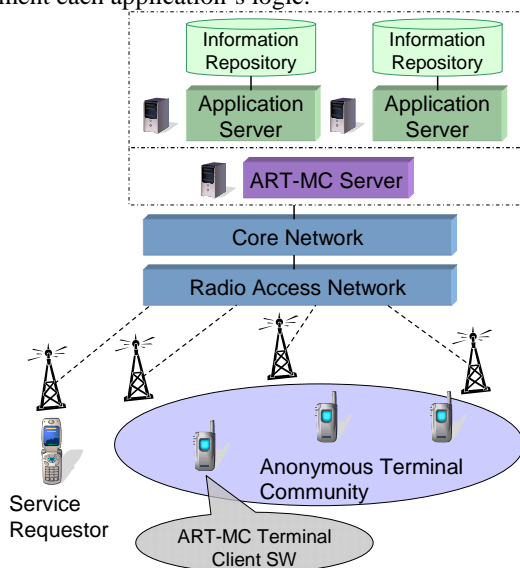 ment each application's logic.
Information
Repository
Information
Repository
Application
Server
Application
Server
ART-MC Server
Core Network
Radio Access Network
Anonymous Terminal
Community
Service
Requestor
ART-MC Terminal
Client SW